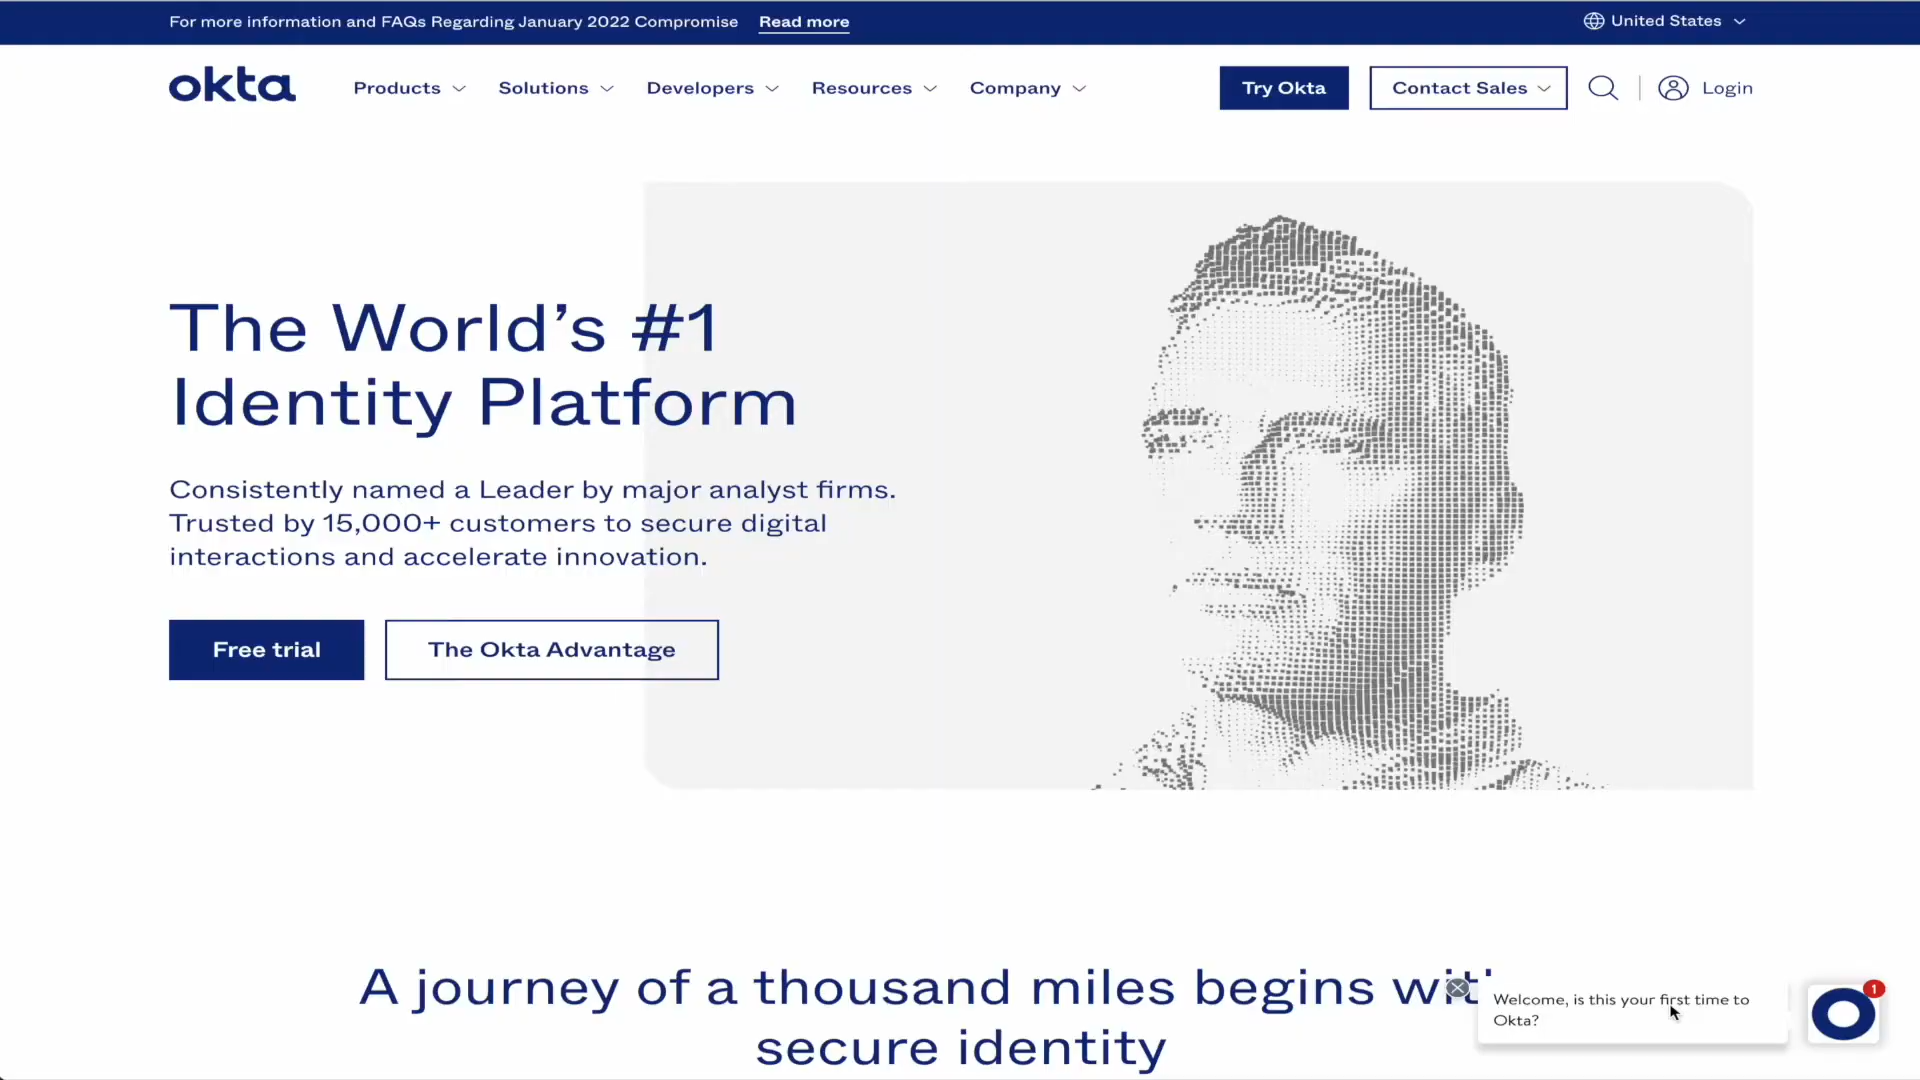 For more information and FAQs Regarding January 2022 Compromise Read more
United States
okta
Products
Solutions
Developers
Resources
Company
Try Okta
Contact Sales
Login
The World's #1
Identity Platform
Consistently named a Leader by major analyst firms.
Trusted by 15,000+ customers to secure digital
interactions and accelerate innovation.
Free trial
The Okta Advantage
A journey of a thousand miles begins
secure identity
Welcome, is this your first time to
Okta?
1